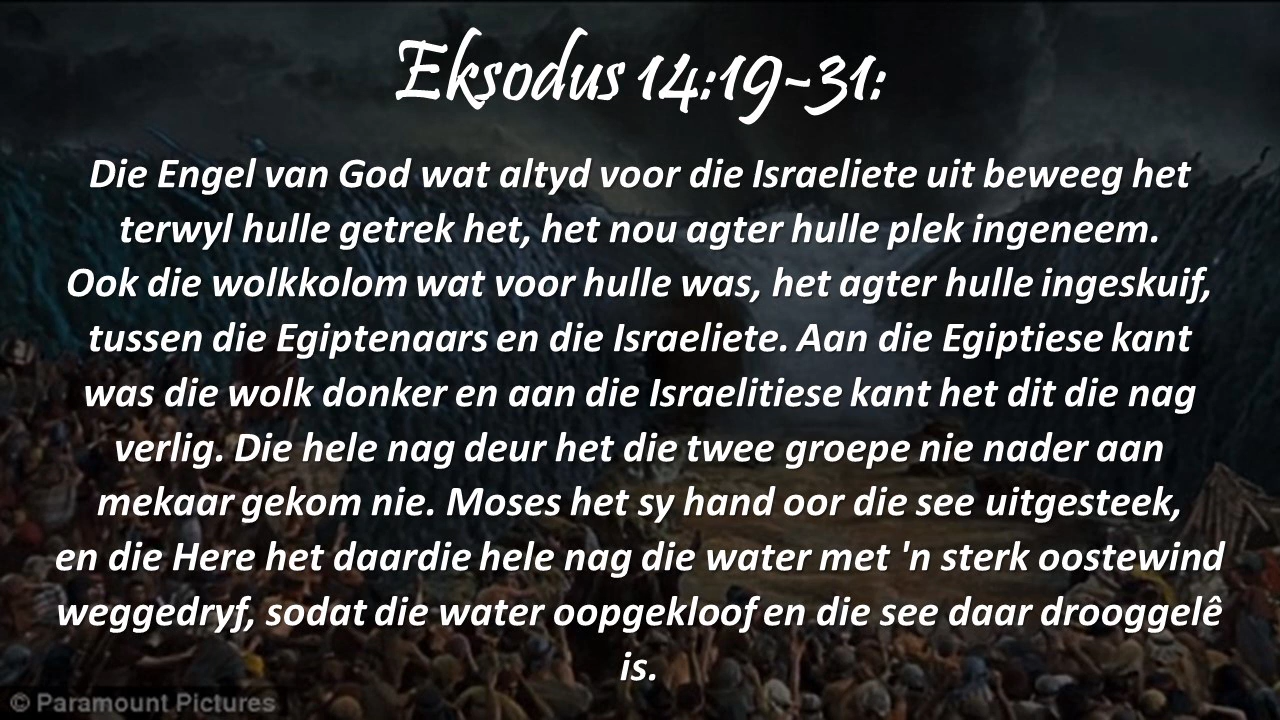 Eksodus 14:19-31:
Die Engel van God wat altyd voor die Israeliete uit beweeg het
terwyl hulle getrek het, het nou agter hulle plek ingeneem.
Ook die wolkkolom wat voor hulle was, het agter hulle ingeskuif,
tussen die Egiptenaars en die Israeliete. Aan die Egiptiese kant
was die wolk donker en aan die Israelitiese kant het dit die nag
verlig. Die hele nag deur het die twee groepe nie nader aan
mekaar gekom nie. Moses het sy hand oor die see uitgesteek,
en die Here het daardie hele nag die water met 'n sterk oostewind
weggedryf, sodat die water oopgekloof en die see daar drooggelê
is.
© Paramount Pictures